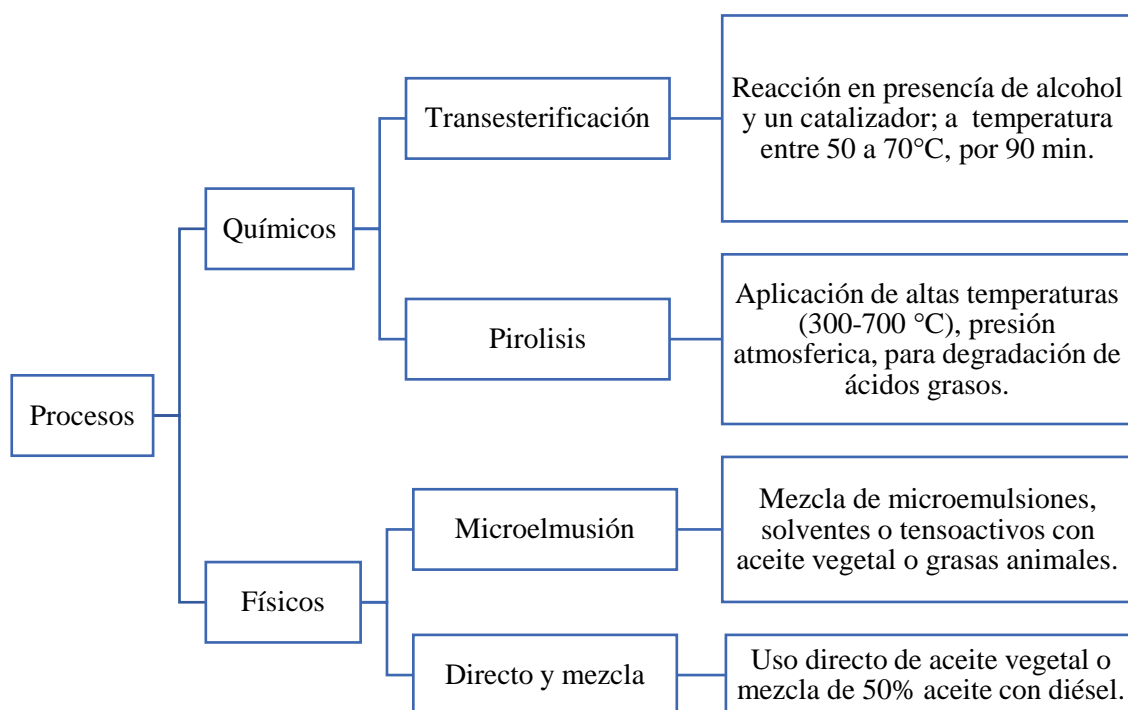 Procesos
Químicos
Transesterificación
Reacción en presencía de alcohol
y un catalizador; a temperatura
entre 50 a 70°C, por 90 min.
Pirolisis
Aplicación de altas temperaturas
(300-700 °C), presión
atmosferica, para degradación de
ácidos grasos.
Físicos
Microelmusión
Mezcla de microemulsiones,
solventes o tensoactivos con
aceite vegetal o grasas animales.
Directo y mezcla
Uso directo de aceite vegetal o
mezcla de 50% aceite con diésel.